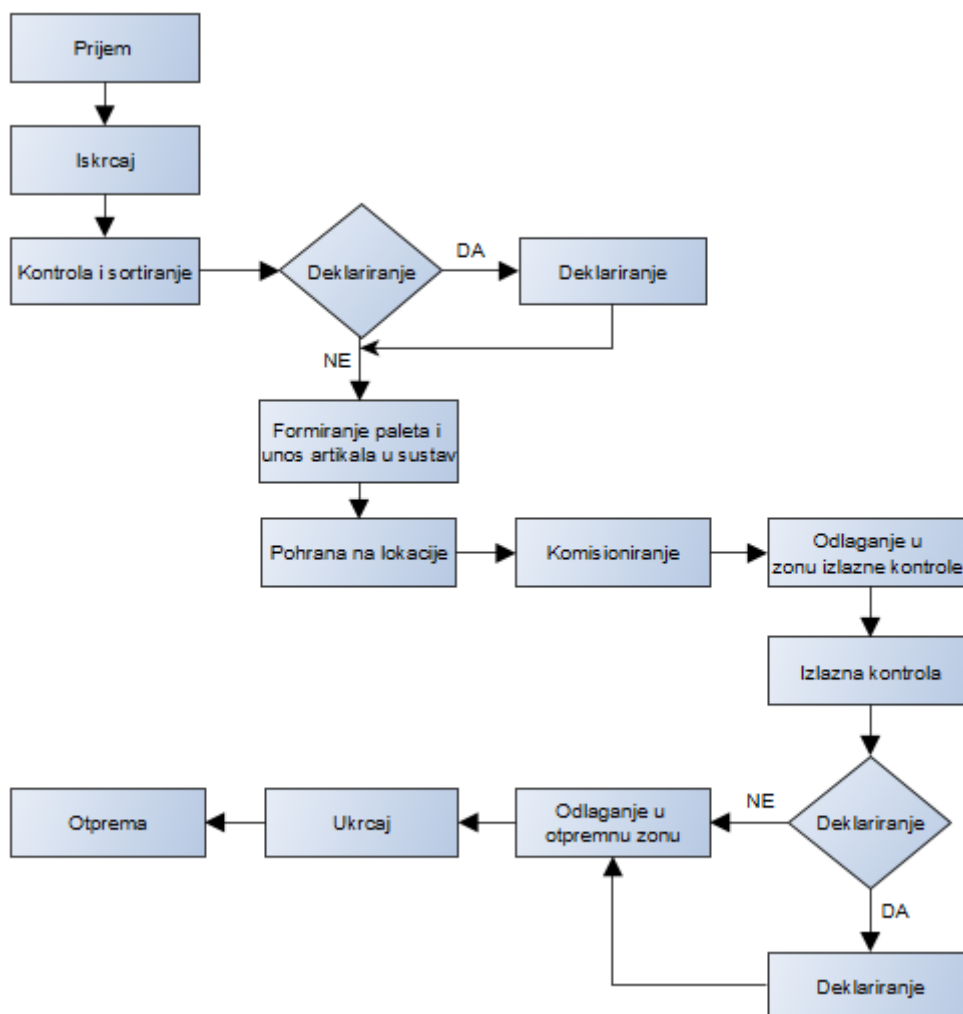 Prijem
Iskrcaj
Kontrola i sortiranje
Deklariranje
DA
Deklariranje
NE
Formiranje paleta i
unos artikala u sustav
Pohrana na lokacije
Komisioniranje
Odlaganje u
zonu izlazne kontrole
Izlazna kontrola
Deklariranje
NE
Odlaganje u
otpremnu zonu
Ukrcaj
Otprema
DA
Deklariranje